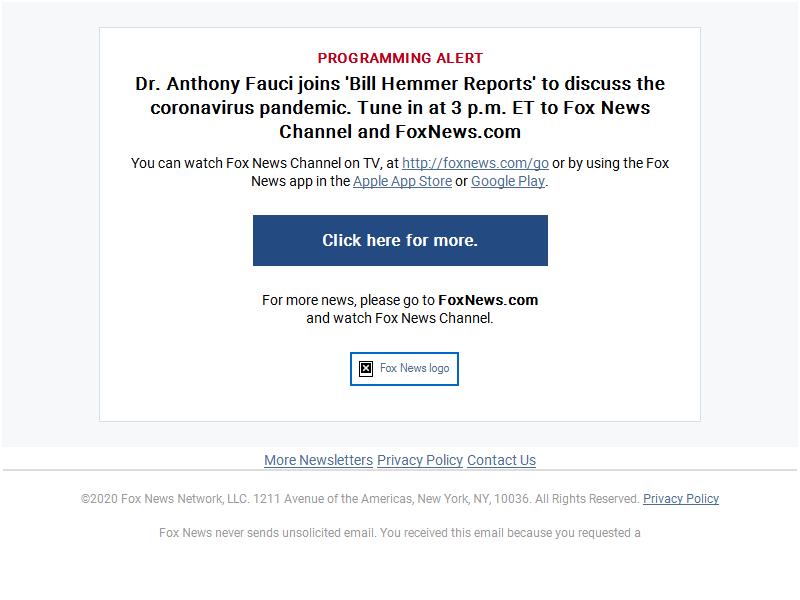 PROGRAMMING ALERT
Dr. Anthony Fauci joins 'Bill Hemmer Reports' to discuss the
coronavirus pandemic. Tune in at 3 p.m. ET to Fox News
Channel and FoxNews.com
You can watch Fox News Channel on TV, at http://foxnews.com/go or by using the Fox
News app in the Apple App Store or Google Play.
Click here for more.
For more news, please go to FoxNews.com
and watch Fox News Channel.
Fox News logo
More Newsletters Privacy Policy Contact Us
©2020 Fox News Network, LLC. 1211 Avenue of the Americas, New York, NY, 10036. All Rights Reserved. Privacy Policy
Fox News never sends unsolicited email. You received this email because you requested a